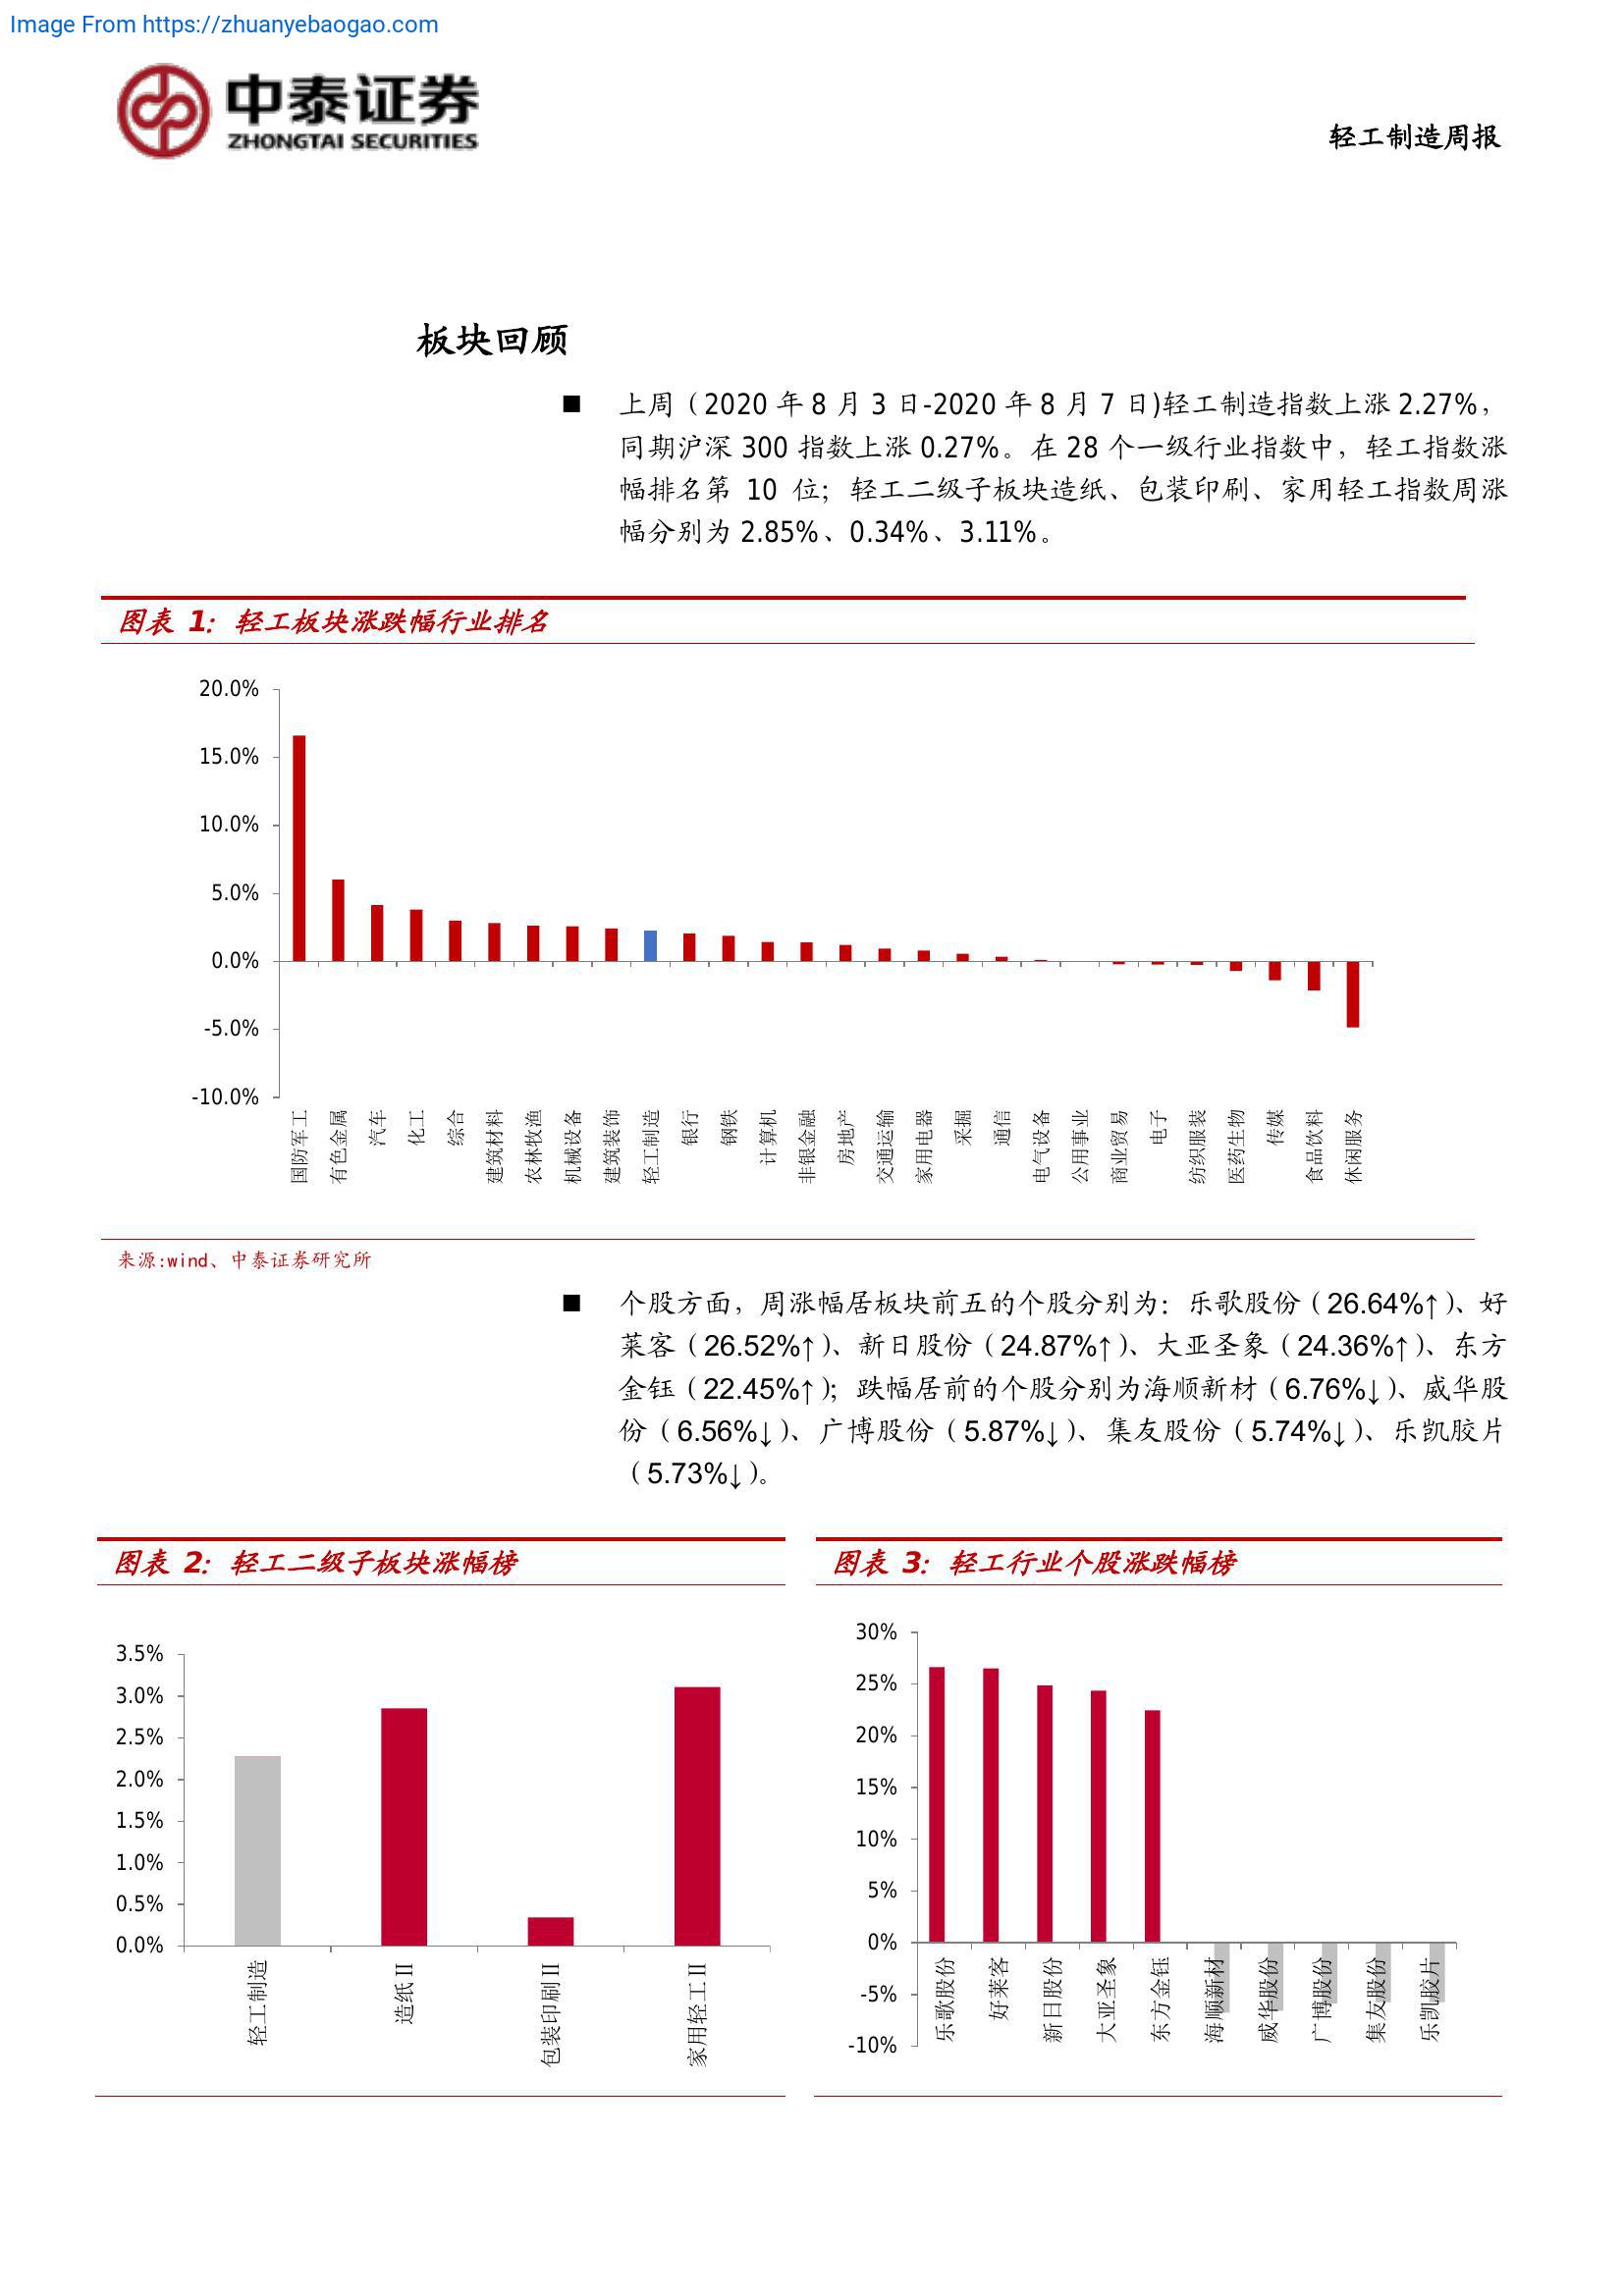 Image From https://zhuanyebaogao.com
中泰证券
ZHONGTAI SECURITIES
轻工制造周报
板块回顾
■ 上周（2020 年 8 月 3 日-2020 年 8 月 7 日)轻工制造指数上涨 2.27%，
同期沪深 300 指数上涨 0.27%。在 28 个一级行业指数中，轻工指数涨
幅排名第 10 位；轻工二级子板块造纸、包装印刷、家用轻工指数周涨
幅分别为 2.85%、0.34%、3.11%。
图表 1：轻工板块涨跌幅行业排名
20.0%
15.0%
10.0%
5.0%
0.0%
-5.0%
-10.0%
国防军工
有色金属
汽车
化工
综合
建筑材料
农林牧渔
机械设备
建筑装饰
轻工制造
银行
钢铁
计算机
非银金融
房地产
交通运输
家用电器
采掘
通信
电气设备
公用事业
商业贸易
电子
纺织服装
医药生物
传媒
食品饮料
休闲服务
来源:wind、中泰证券研究所
■ 个股方面，周涨幅居板块前五的个股分别为：乐歌股份（26.64%↑）、好
莱客（26.52%↑）、新日股份（24.87%↑）、大亚圣象（24.36%↑）、东方
金钰（22.45%↑）；跌幅居前的个股分别为海顺新材（6.76%↓）、威华股
份（6.56%↓）、广博股份（5.87%↓）、集友股份（5.74%↓）、乐凯胶片
（5.73%↓）。
图表 2：轻工二级子板块涨幅榜
3.5%
3.0%
2.5%
2.0%
1.5%
1.0%
0.5%
0.0%
轻工制造
造纸Ⅱ
包装印刷Ⅱ
家用轻工Ⅱ
图表 3：轻工行业个股涨跌幅榜
30%
25%
20%
15%
10%
5%
0%
-5%
-10%
乐歌股份
好莱客
新日股份
大亚圣象
东方金钰
海顺新材
威华股份
广博股份
集友股份
乐凯胶片